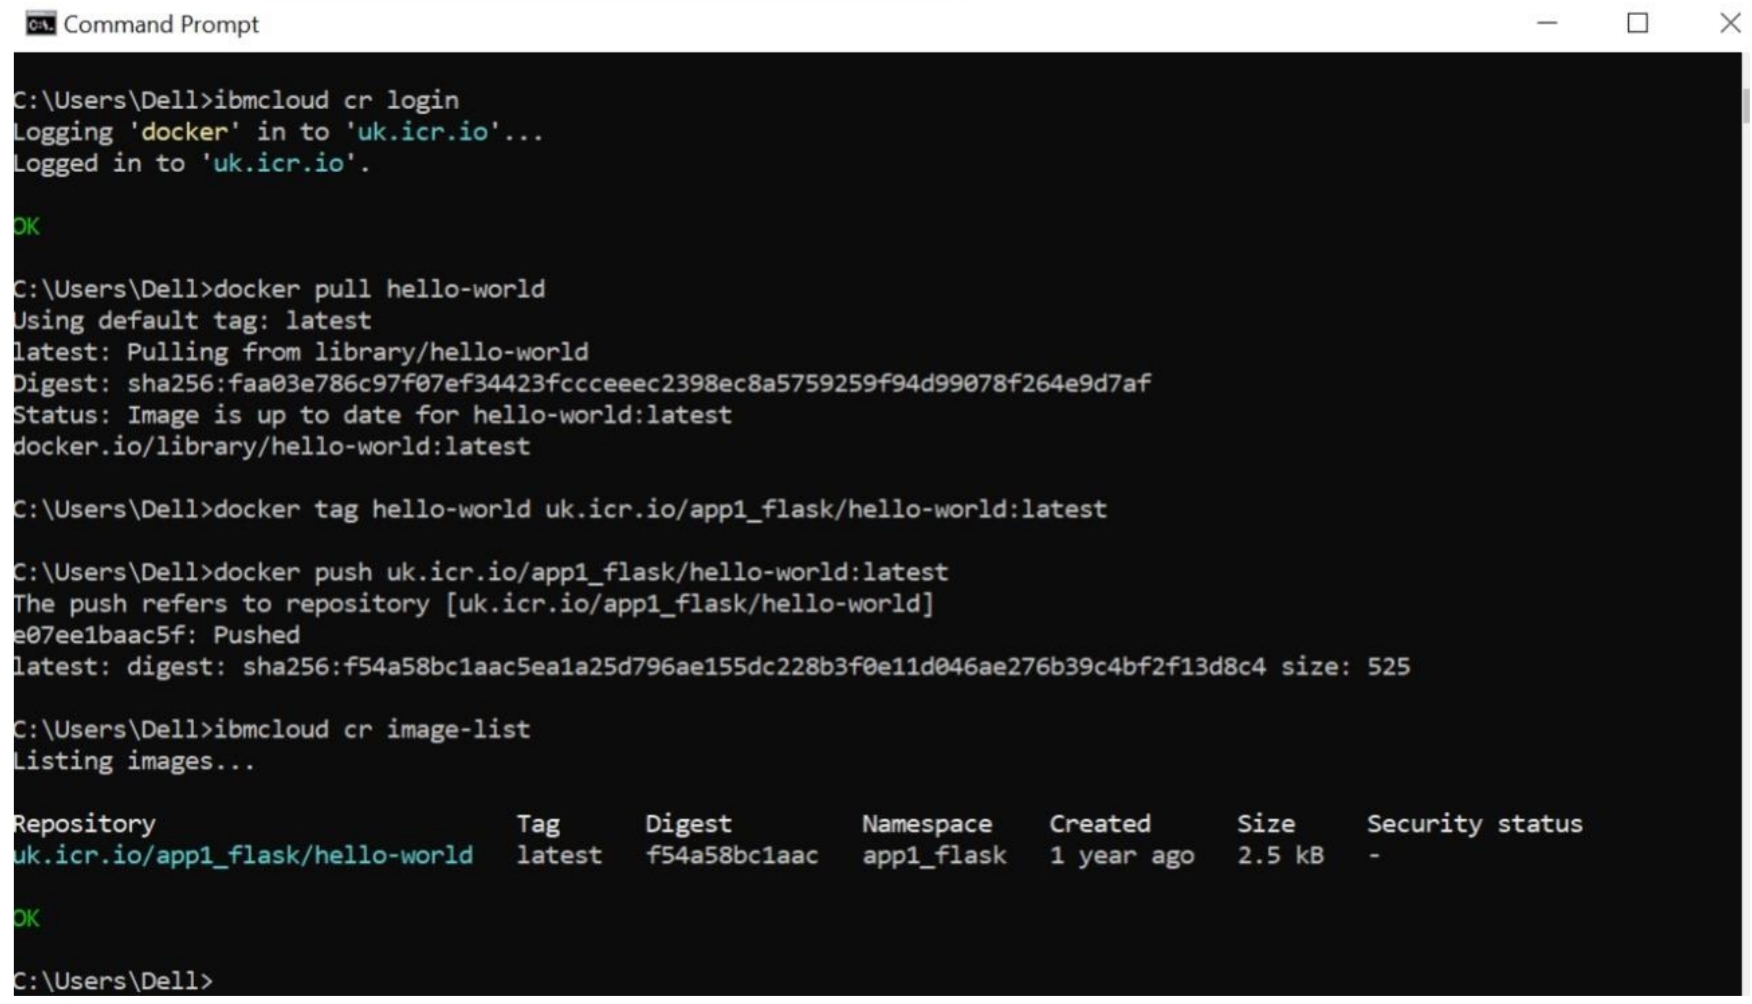 Command Prompt
C:\Users\Dell>ibmcloud cr login
Logging 'docker' in to 'uk.icr.io'...
Logged in to 'uk.icr.io'.
OK
C:\Users\Dell>docker pull hello-world
Using default tag: latest
latest: Pulling from library/hello-world
Digest: sha256:faa03e786c97f07ef34423fccceeec2398ec8a5759259f94d99078f264e9d7af
Status: Image is up to date for hello-world:latest
docker.io/library/hello-world:latest
C:\Users\Dell>docker tag hello-world uk.icr.io/app1_flask/hello-world:latest
C:\Users\Dell>docker push uk.icr.io/app1_flask/hello-world:latest
The push refers to repository [uk.icr.io/app1_flask/hello-world]
e07ee1baac5f: Pushed
latest: digest: sha256:f54a58bc1aac5ea1a25d796ae155dc228b3f0e11d046ae276b39c4bf2f13d8c4 size: 525
C:\Users\Dell>ibmcloud cr image-list
Listing images...
Repository Tag Digest Namespace Created Size Security status
uk.icr.io/app1_flask/hello-world latest f54a58bc1aac app1_flask 1 year ago 2.5 kB -
OK
C:\Users\Dell>